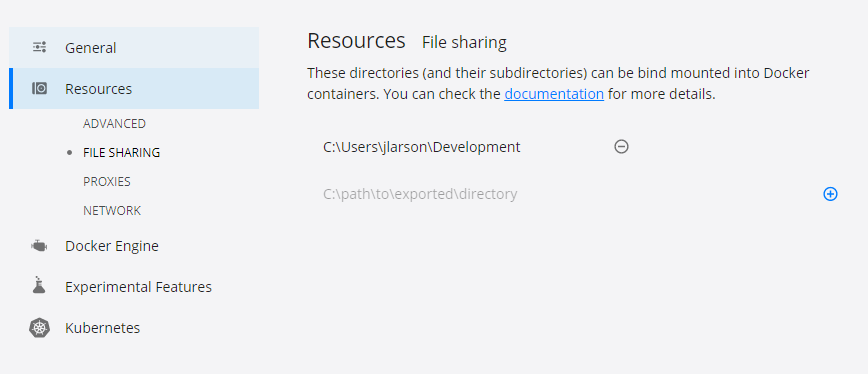 General
Resources
ADVANCED
FILE SHARING
PROXIES
NETWORK
Docker Engine
Experimental Features
Kubernetes
Resources File sharing
These directories (and their subdirectories) can be bind mounted into Docker
containers. You can check the documentation for more details.
C:\Users\jlarson\Development
C:\path\to\exported\directory